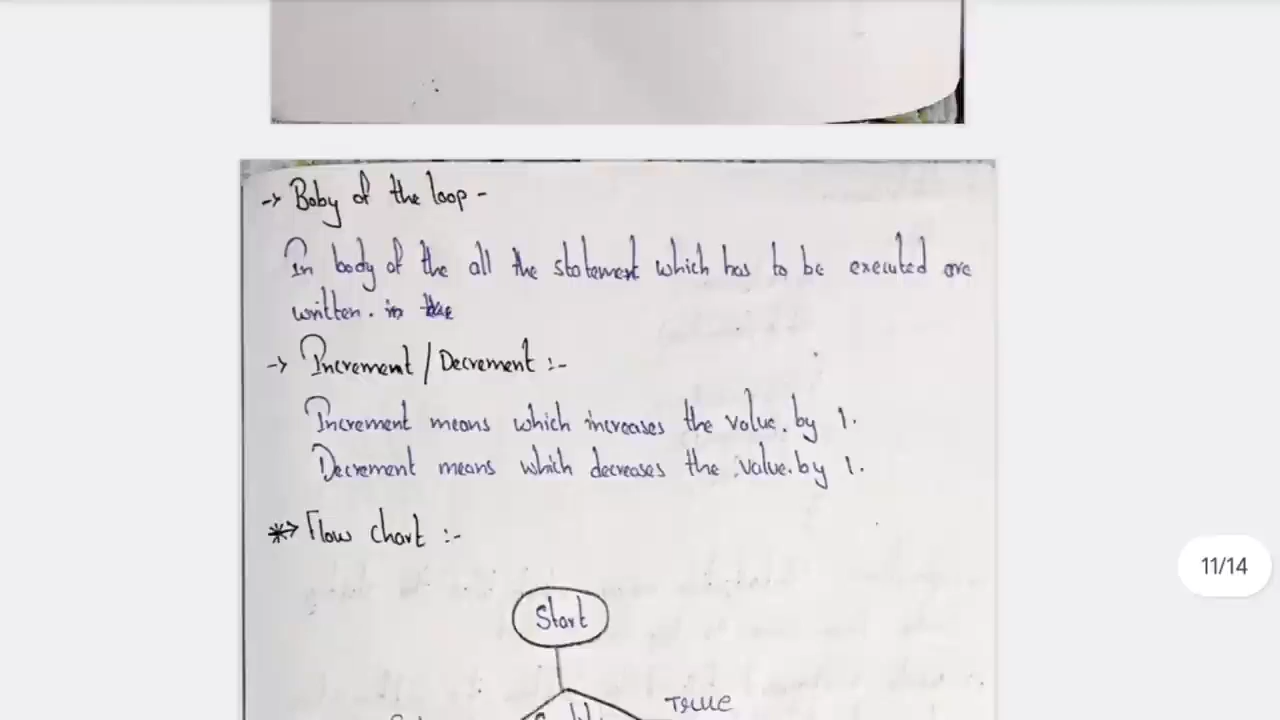 → Boby of the loop -
In body of the all the statement which has to be executed are
written. in the
→ Increment / Decrement :-
Increment means which increases the value. by 1.
Decrement means which decreases the value. by 1.
*→ Flow chart :-
11/14
Start
True